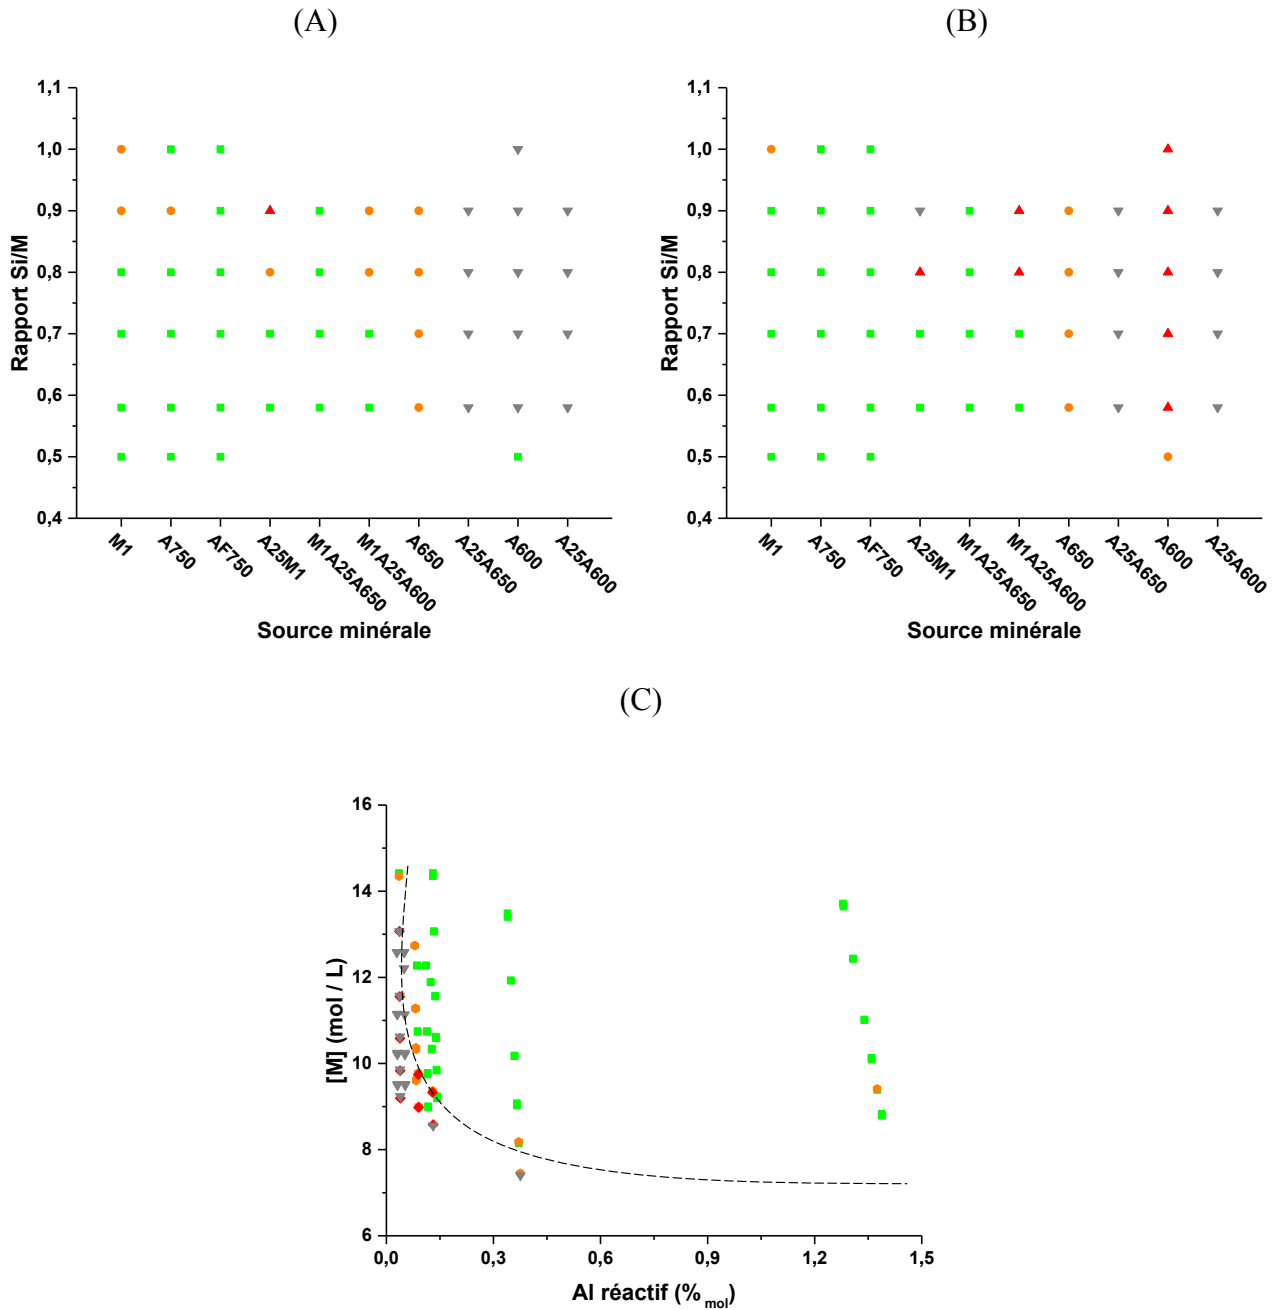 (A)
(B)
Rapport Si/M
1,1
1,0
0,9
0,8
0,7
0,6
0,5
0,4
M1
A750
AF750
A25M1
M1A25A650
M1A25A600
A650
A25A650
A600
A25A600
Source minérale
Rapport Si/M
1,1
1,0
0,9
0,8
0,7
0,6
0,5
0,4
M1
A750
AF750
A25M1
M1A25A650
M1A25A600
A650
A25A650
A600
A25A600
Source minérale
(C)
[M] (mol / L)
16
14
12
10
8
6
0,0
0,3
0,6
0,9
1,2
1,5
Al réactif (%mol)